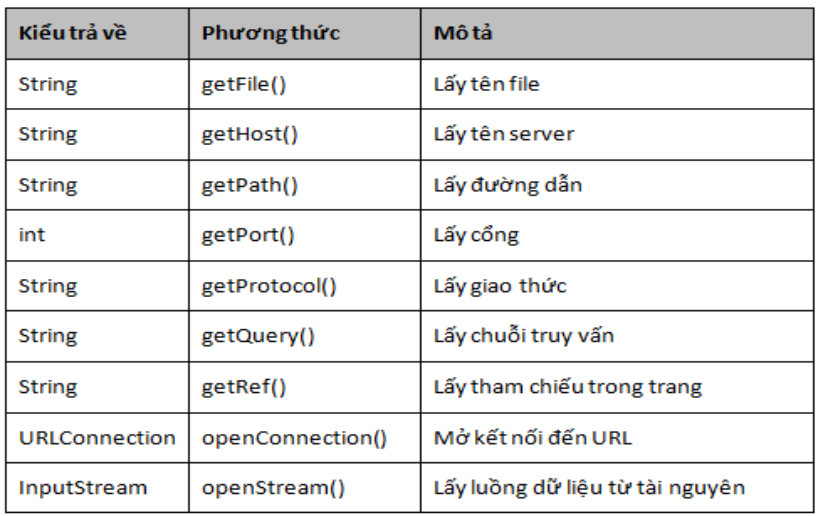 Kiểu trả về Phương thức Mô tả
String getFile() Lấy tên file
String getHost() Lấy tên server
String getPath() Lấy đường dẫn
int getPort() Lấy cổng
String getProtocol() Lấy giao thức
String getQuery() Lấy chuỗi truy vấn
String getRef() Lấy tham chiếu trong trang
URLConnection openConnection() Mở kết nối đến URL
InputStream openStream() Lấy luồng dữ liệu từ tài nguyên